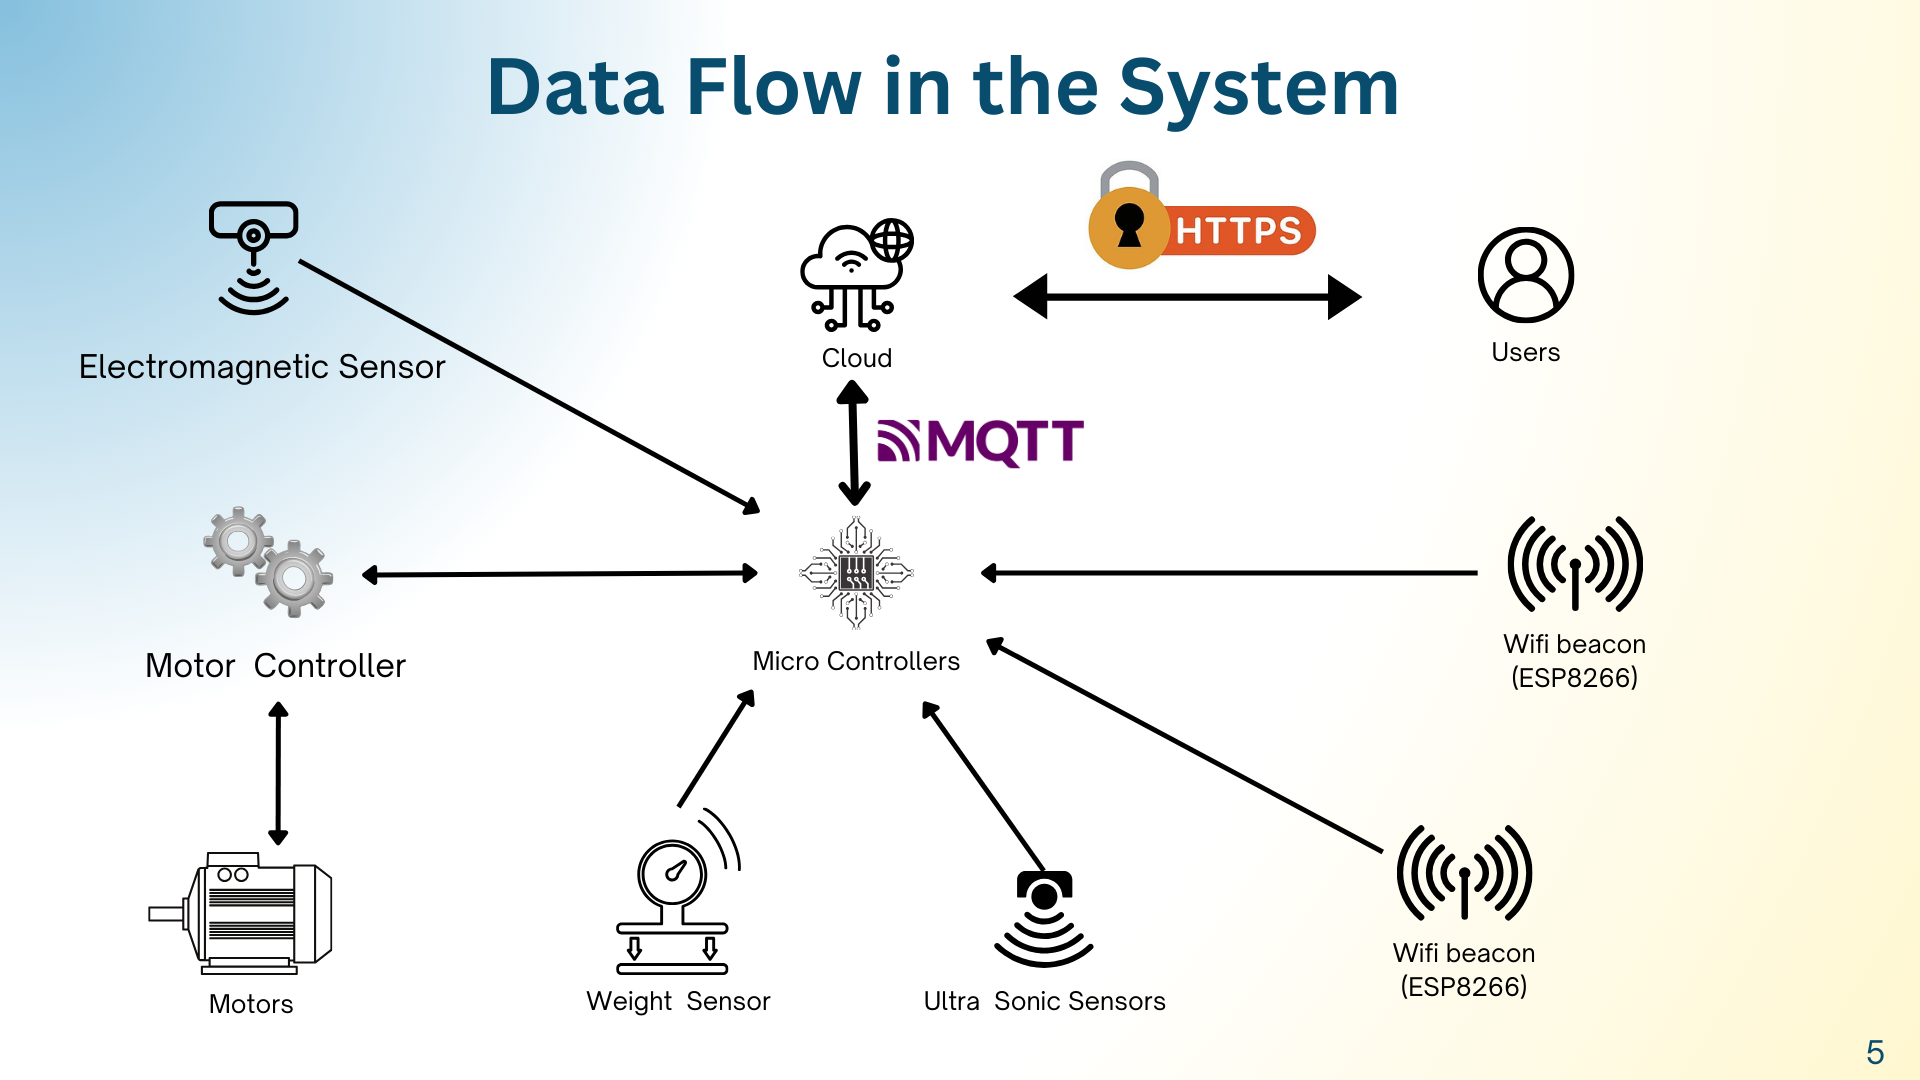 Data Flow in the System
HTTPS
Electromagnetic Sensor
Cloud
Users
MQTT
Motor Controller
Micro Controllers
Wifi beacon
(ESP8266)
Motors
Weight Sensor
Ultra Sonic Sensors
Wifi beacon
(ESP8266)
5